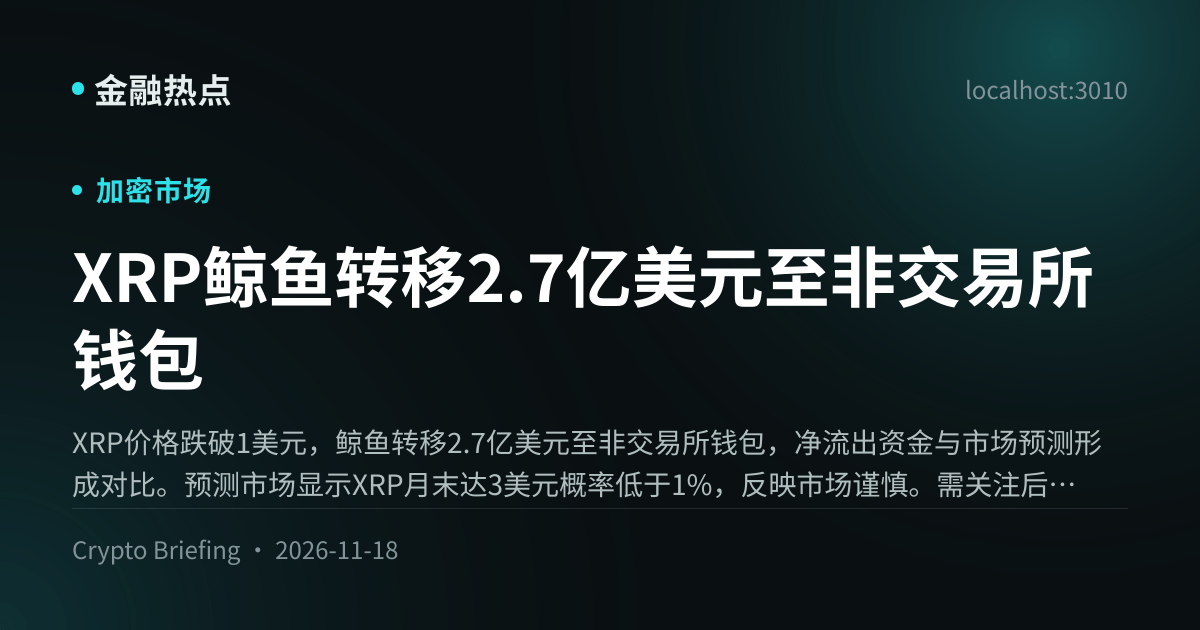 金融热点
localhost:3010
加密市场
XRP鲸鱼转移2.7亿美元至非交易所
钱包
XRP价格跌破1美元，鲸鱼转移2.7亿美元至非交易所钱包，净流出资金与市场预测形
成对比。预测市场显示XRP月末达3美元概率低于1%，反映市场谨慎。需关注后…
Crypto Briefing · 2026-11-18